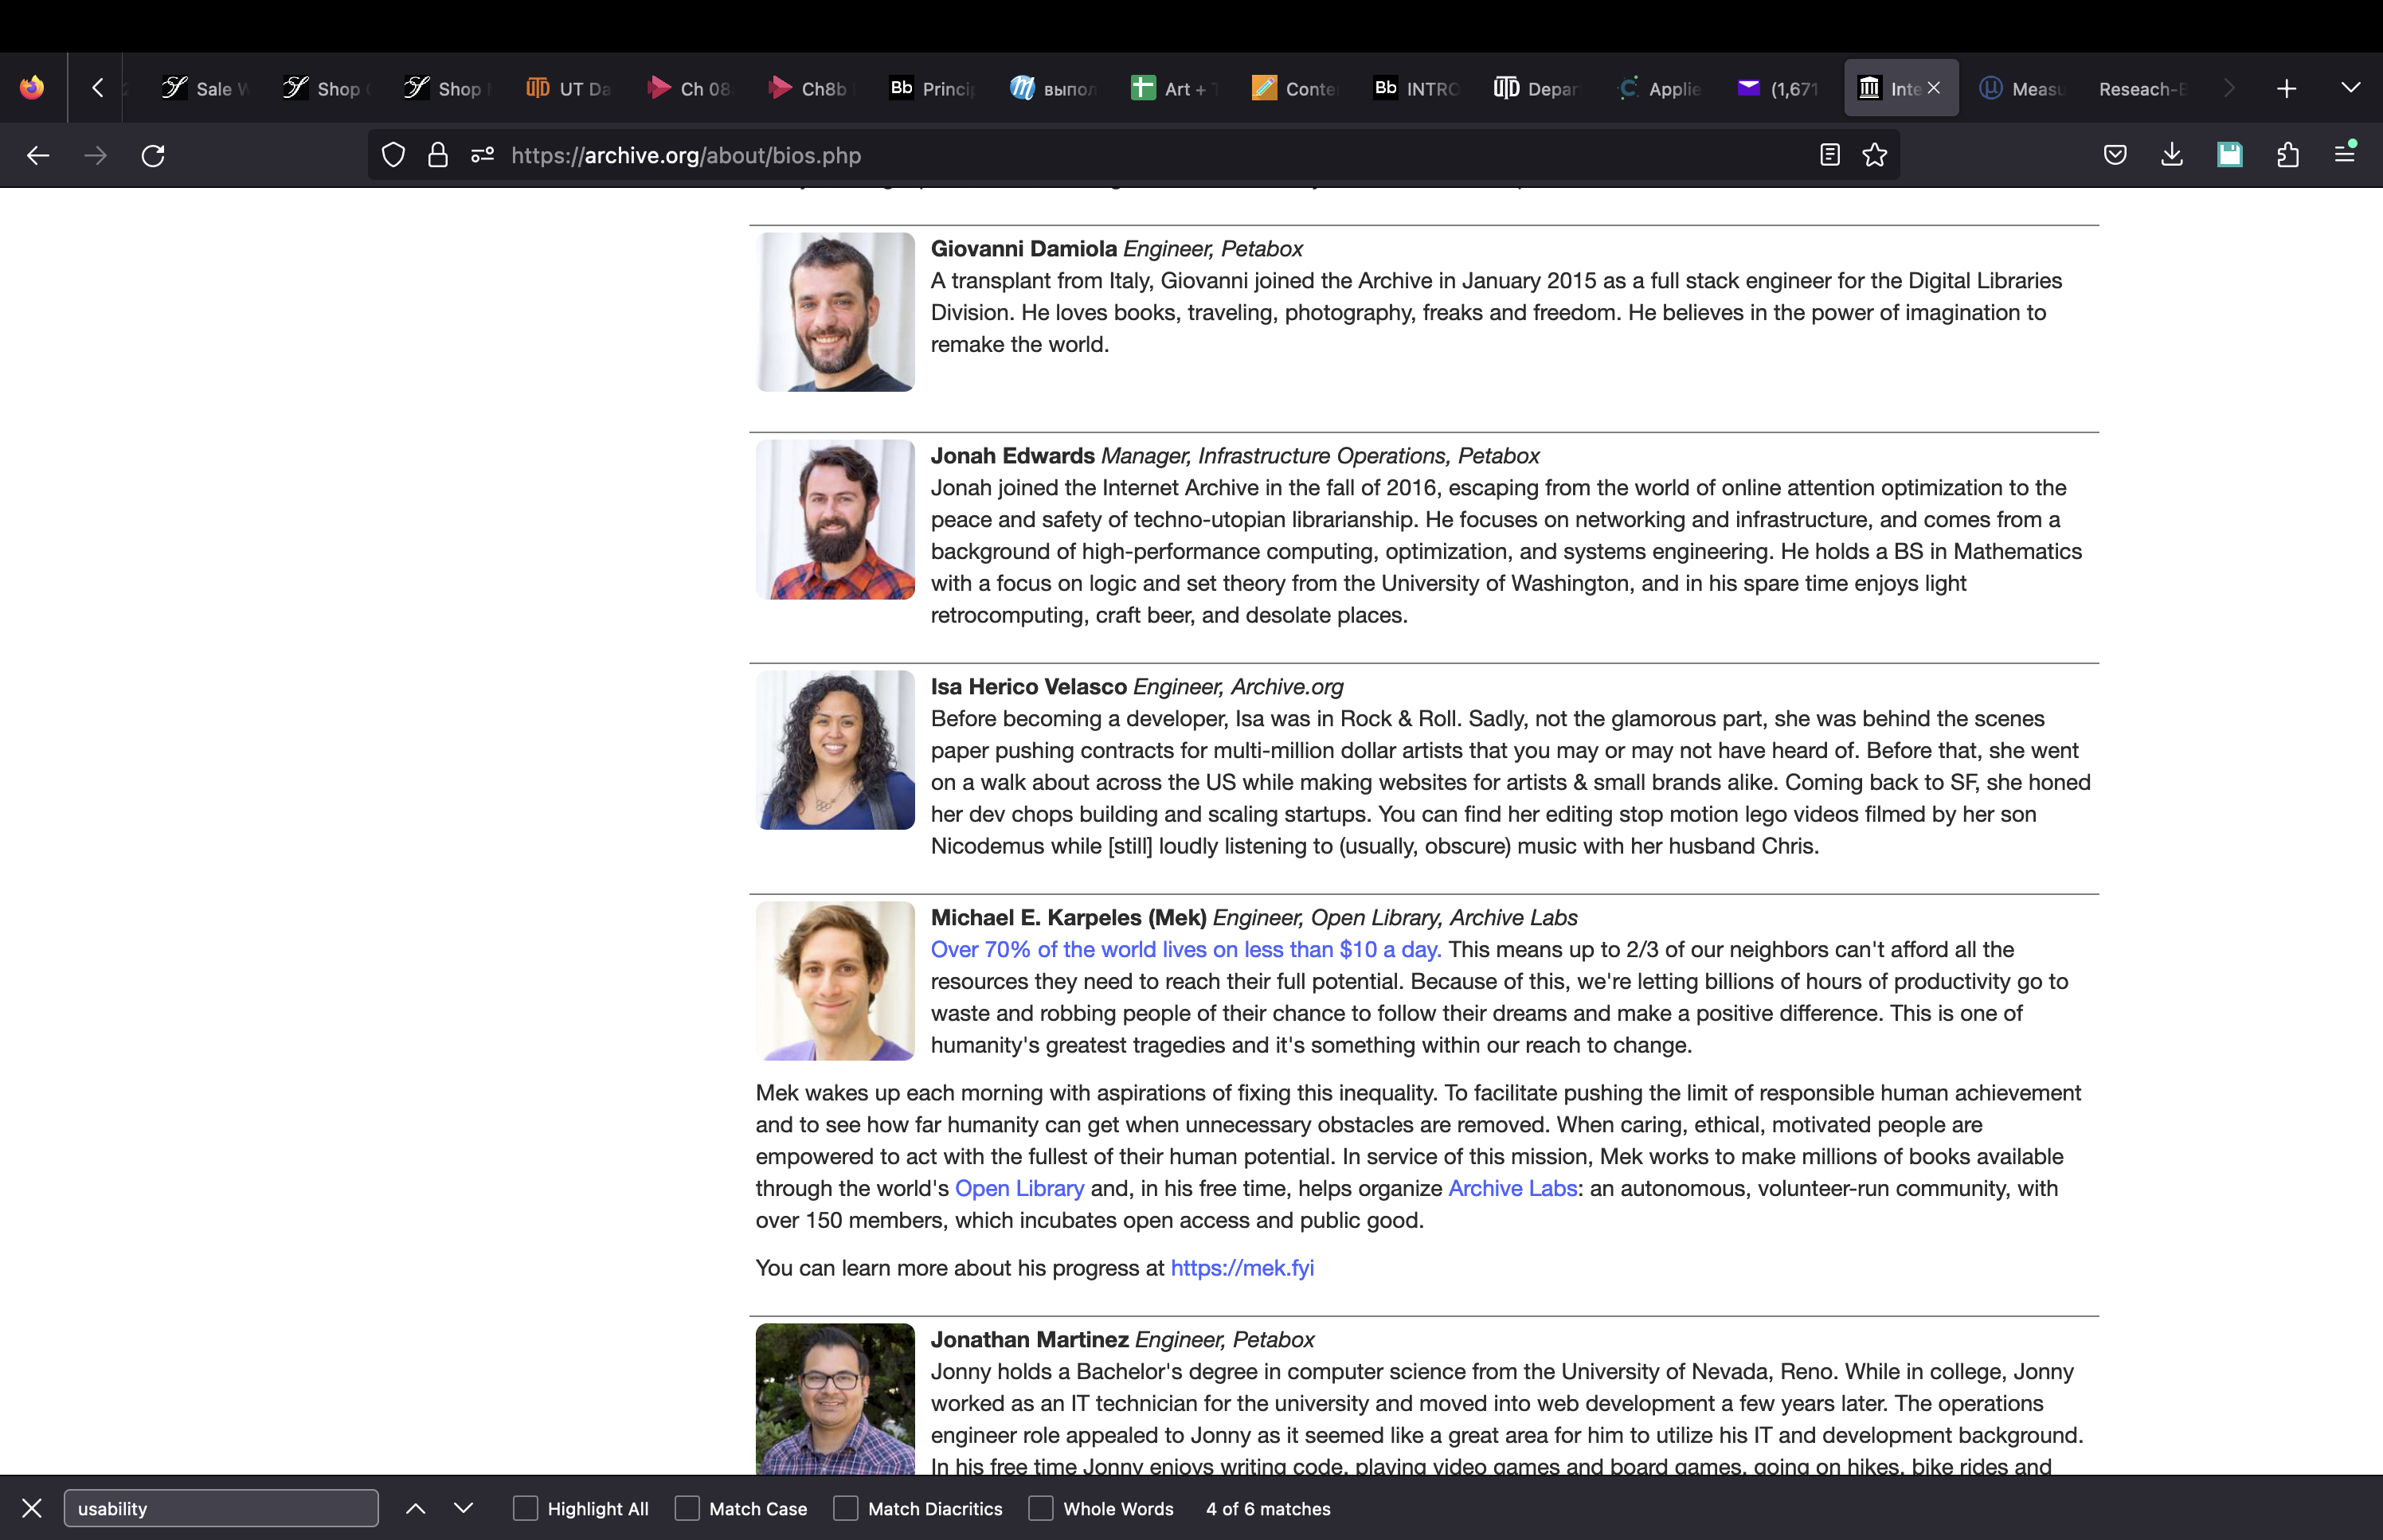 Sale W
Shop
Shop
UT Da
Ch 08
Ch8b
Bb Princip
выпол
Art +
Conte
Bb INTRO
Depar
Applie
(1,671
Inte
Measu
Reseach-B
https://archive.org/about/bios.php
Giovanni Damiola Engineer, Petabox
A transplant from Italy, Giovanni joined the Archive in January 2015 as a full stack engineer for the Digital Libraries
Division. He loves books, traveling, photography, freaks and freedom. He believes in the power of imagination to
remake the world.
Jonah Edwards Manager, Infrastructure Operations, Petabox
Jonah joined the Internet Archive in the fall of 2016, escaping from the world of online attention optimization to the
peace and safety of techno-utopian librarianship. He focuses on networking and infrastructure, and comes from a
background of high-performance computing, optimization, and systems engineering. He holds a BS in Mathematics
with a focus on logic and set theory from the University of Washington, and in his spare time enjoys light
retrocomputing, craft beer, and desolate places.
Isa Herico Velasco Engineer, Archive.org
Before becoming a developer, Isa was in Rock & Roll. Sadly, not the glamorous part, she was behind the scenes
paper pushing contracts for multi-million dollar artists that you may or may not have heard of. Before that, she went
on a walk about across the US while making websites for artists & small brands alike. Coming back to SF, she honed
her dev chops building and scaling startups. You can find her editing stop motion lego videos filmed by her son
Nicodemus while [still] loudly listening to (usually, obscure) music with her husband Chris.
Michael E. Karpeles (Mek) Engineer, Open Library, Archive Labs
Over 70% of the world lives on less than $10 a day. This means up to 2/3 of our neighbors can't afford all the
resources they need to reach their full potential. Because of this, we're letting billions of hours of productivity go to
waste and robbing people of their chance to follow their dreams and make a positive difference. This is one of
humanity's greatest tragedies and it's something within our reach to change.
Mek wakes up each morning with aspirations of fixing this inequality. To facilitate pushing the limit of responsible human achievement
and to see how far humanity can get when unnecessary obstacles are removed. When caring, ethical, motivated people are
empowered to act with the fullest of their human potential. In service of this mission, Mek works to make millions of books available
through the world's Open Library and, in his free time, helps organize Archive Labs: an autonomous, volunteer-run community, with
over 150 members, which incubates open access and public good.
You can learn more about his progress at https://mek.fyi
Jonathan Martinez Engineer, Petabox
Jonny holds a Bachelor's degree in computer science from the University of Nevada, Reno. While in college, Jonny
worked as an IT technician for the university and moved into web development a few years later. The operations
engineer role appealed to Jonny as it seemed like a great area for him to utilize his IT and development background.
In his free time Jonny enjoys writing code, playing video games and board games, going on hikes, bike rides and
usability
Highlight All
Match Case
Match Diacritics
Whole Words
4 of 6 matches